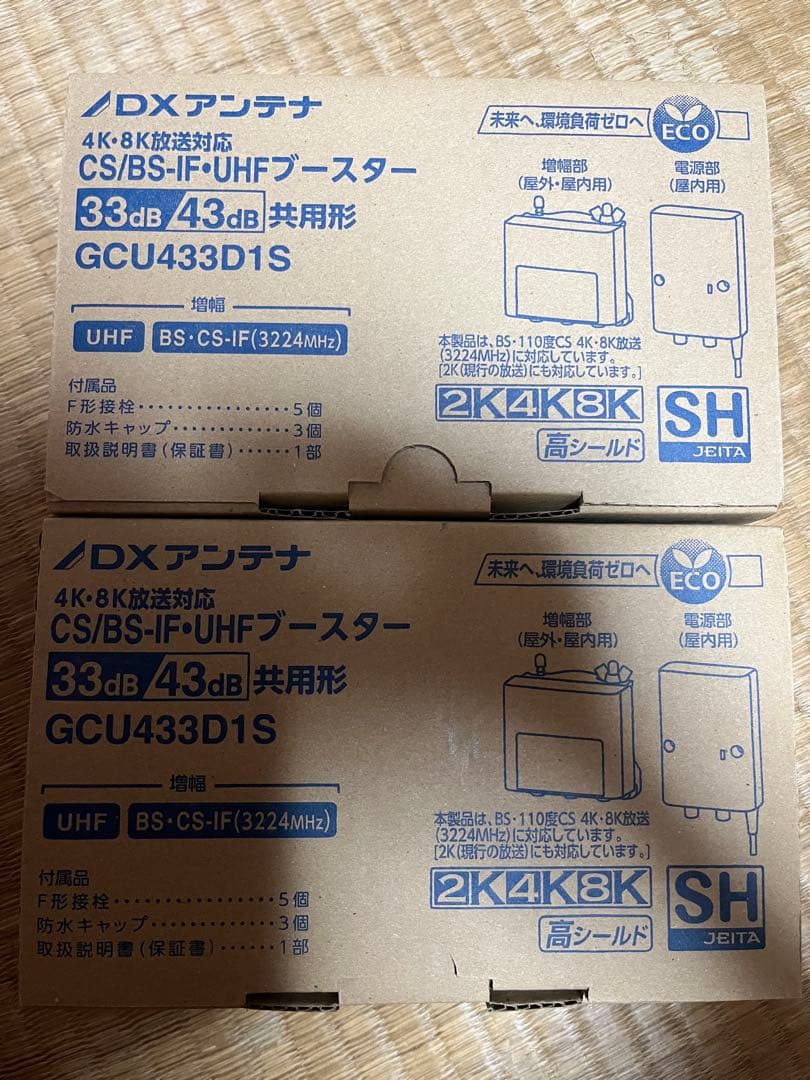 DXアンテナ
4K・8K放送対応
CS/BS-IF・UHFブースター
33dB/43dB 共用形
GCU433D1S
増幅
UHF BS・CS-IF(3224MHz)
付属品
F形接栓・・・・・・・・・・・・・・・・5個
防水キャップ・・・・・・・・・・・・・3個
取扱説明書(保証書)・・・・・・1部
未来へ、環境負荷ゼロへ ECO
増幅部
(屋外・屋内用)
電源部
(屋内用)
本製品は、BS・110度CS 4K・8K放送
(3224MHz)に対応しています。
[2K(現行の放送)にも対応しています。]
2K4K8K
高シールド
SH
JEITA
DXアンテナ
4K・8K放送対応
CS/BS-IF・UHFブースター
33dB/43dB 共用形
GCU433D1S
増幅
UHF BS・CS-IF(3224MHz)
付属品
F形接栓・・・・・・・・・・・・・・・・5個
防水キャップ・・・・・・・・・・・・・3個
取扱説明書(保証書)・・・・・・1部
未来へ、環境負荷ゼロへ ECO
増幅部
(屋外・屋内用)
電源部
(屋内用)
本製品は、BS・110度CS 4K・8K放送
(3224MHz)に対応しています。
[2K(現行の放送)にも対応しています。]
2K4K8K
高シールド
SH
JEITA